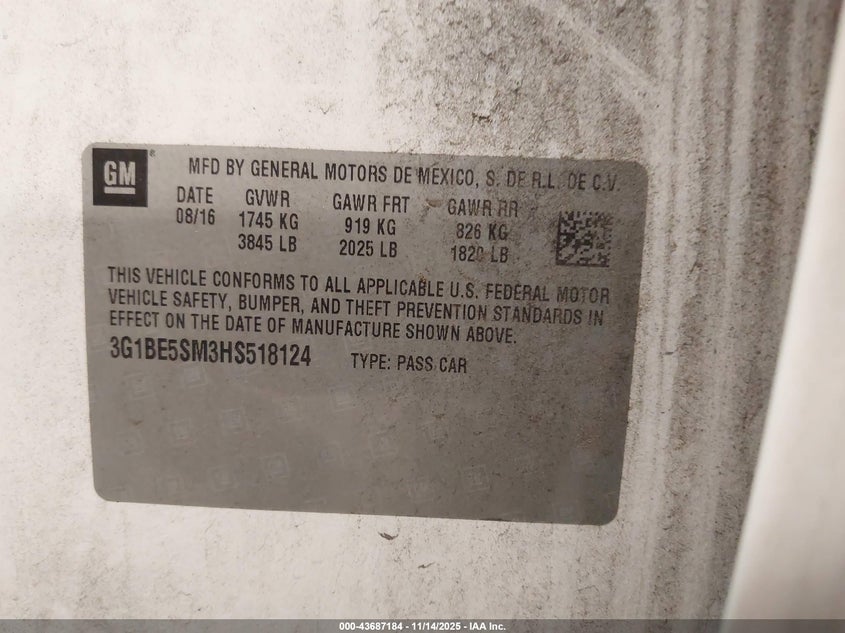 GM®
MFD BY GENERAL MOTORS DE MEXICO, S. DE R.L. DE C.V.
DATE GVWR GAWR FRT GAWR RR
08/16 1745 KG 919 KG 826 KG
3845 LB 2025 LB 1820 LB
THIS VEHICLE CONFORMS TO ALL APPLICABLE U.S. FEDERAL MOTOR
VEHICLE SAFETY, BUMPER, AND THEFT PREVENTION STANDARDS IN
EFFECT ON THE DATE OF MANUFACTURE SHOWN ABOVE.
3G1BE5SM3HS518124 TYPE: PASS CAR
000-43687184 - 11/14/2025 - IAA Inc.